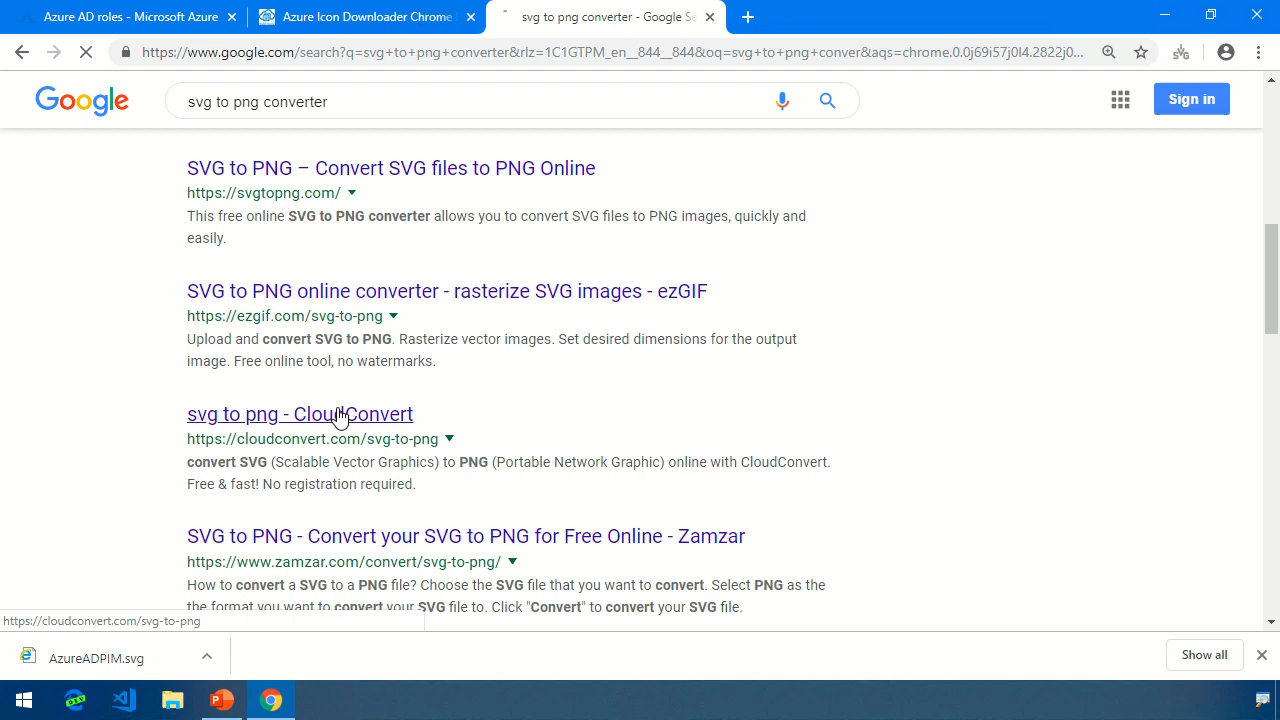 Azure AD roles - Microsoft Azure
Azure Icon Downloader Chrome
svg to png converter - Google Se
https://www.google.com/search?q=svg+to+png+converter&rlz=1C1GTPM_en__844__844&oq=svg+to+png+conver&aqs=chrome.0.0j69i57j0l4.2822j0...
Google
svg to png converter
Sign in
SVG to PNG – Convert SVG files to PNG Online
https://svgtopng.com/
This free online SVG to PNG converter allows you to convert SVG files to PNG images, quickly and
easily.
SVG to PNG online converter - rasterize SVG images - ezGIF
https://ezgif.com/svg-to-png
Upload and convert SVG to PNG. Rasterize vector images. Set desired dimensions for the output
image. Free online tool, no watermarks.
svg to png - CloudConvert
https://cloudconvert.com/svg-to-png
convert SVG (Scalable Vector Graphics) to PNG (Portable Network Graphic) online with CloudConvert.
Free & fast! No registration required.
SVG to PNG - Convert your SVG to PNG for Free Online - Zamzar
https://www.zamzar.com/convert/svg-to-png/
How to convert a SVG to a PNG file? Choose the SVG file that you want to convert. Select PNG as the
the format you want to convert your SVG file to. Click "Convert" to convert your SVG file.
https://cloudconvert.com/svg-to-png
AzureADPIM.svg
Show all